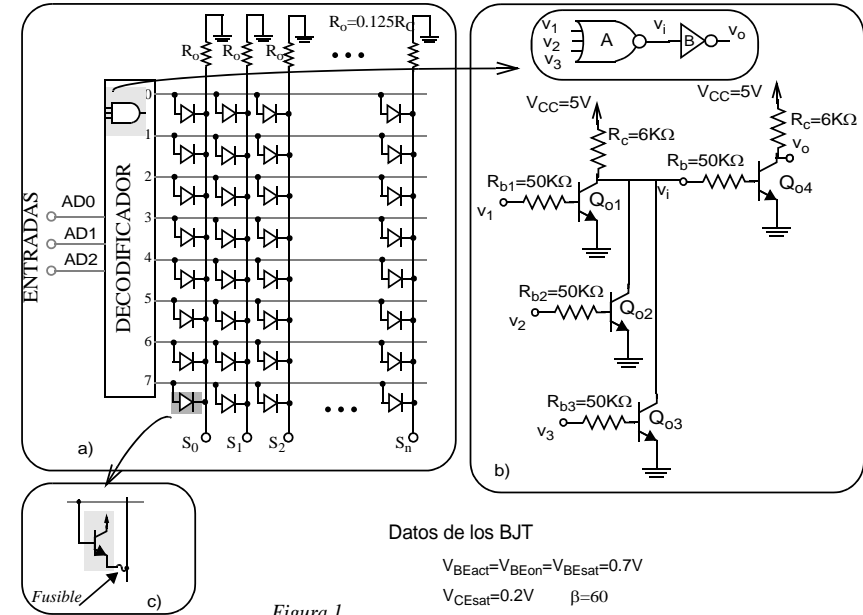 Ro=0.125RC
Ro
Ro
Ro
ENTRADAS
AD0
AD1
AD2
DECODIFICADOR
0
1
2
3
4
5
6
7
S0
S1
S2
Sn
a)
v1
v2
v3
A
vi
B
vo
VCC=5V
Rc=6KΩ
VCC=5V
Rc=6KΩ
vo
Rb1=50KΩ
v1
Qo1
vi
Rb=50KΩ
Qo4
Rb2=50KΩ
v2
Qo2
Rb3=50KΩ
v3
Qo3
b)
Fusible
c)
Datos de los BJT
VBEact=VBEon=VBEsat=0.7V
VCEsat=0.2V β=60
Figura 1